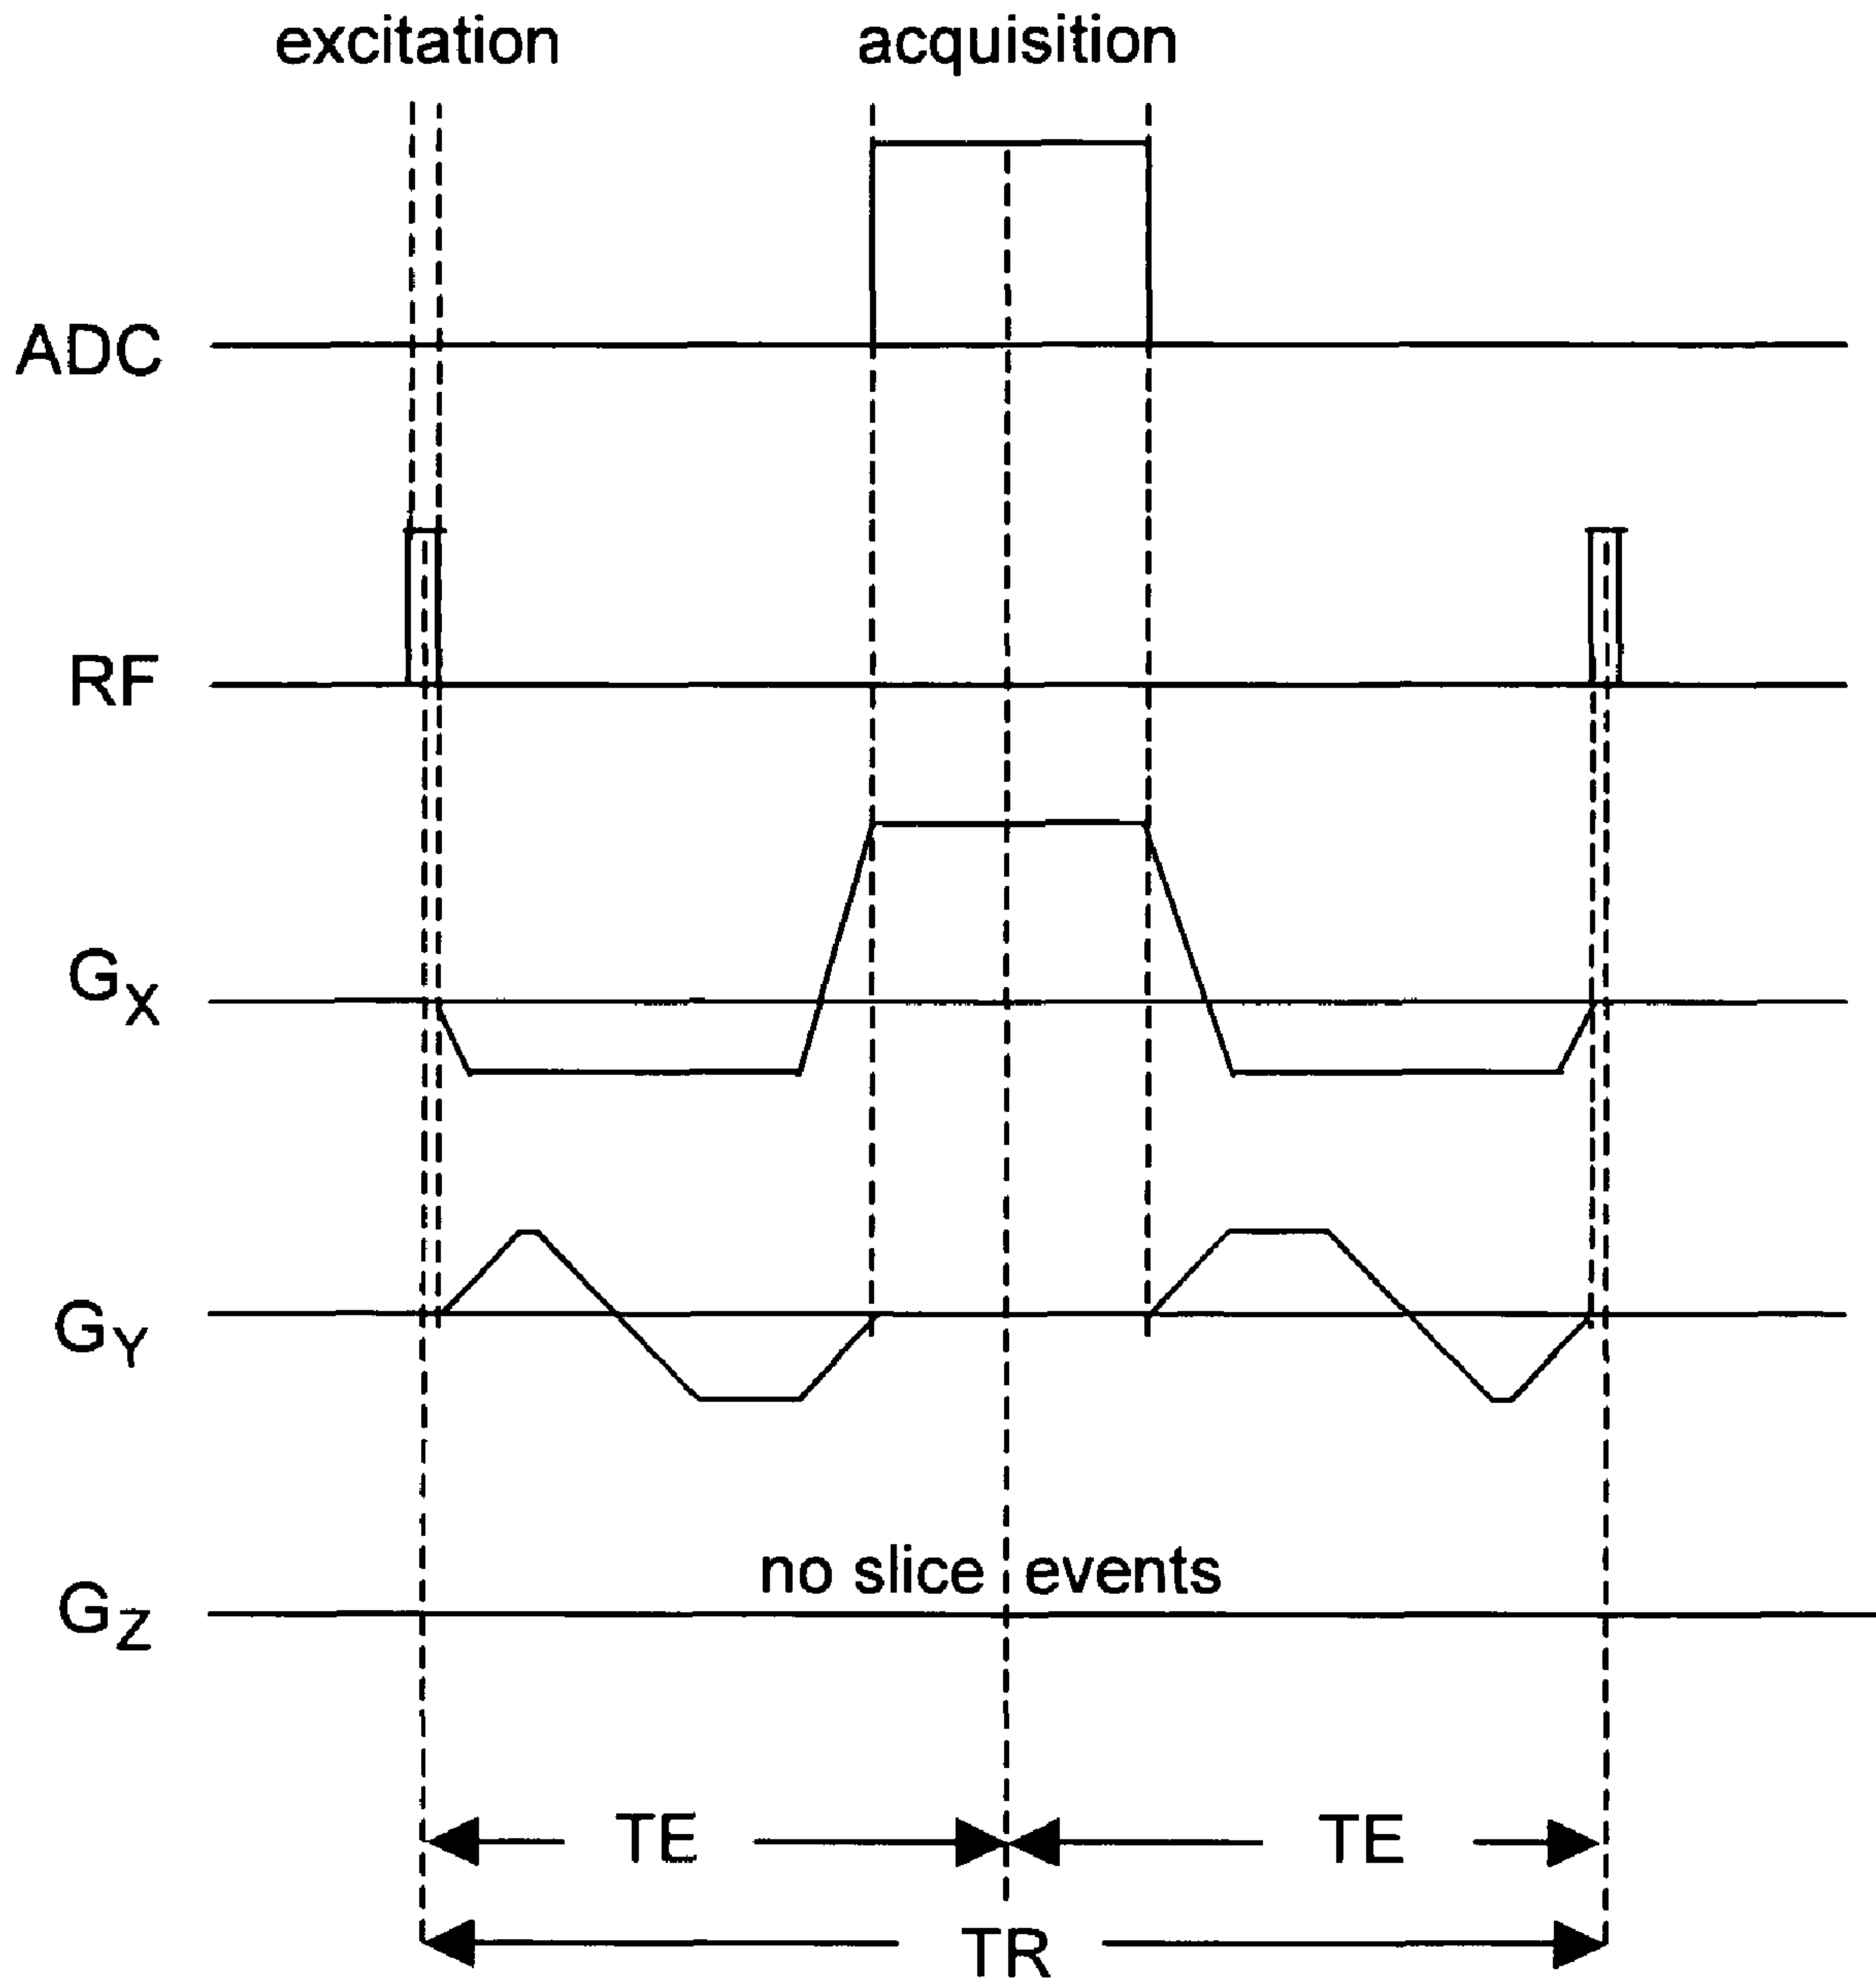 excitation acquisition
ADC
RF
GX
GY
no slice events
GZ
TE TE
TR